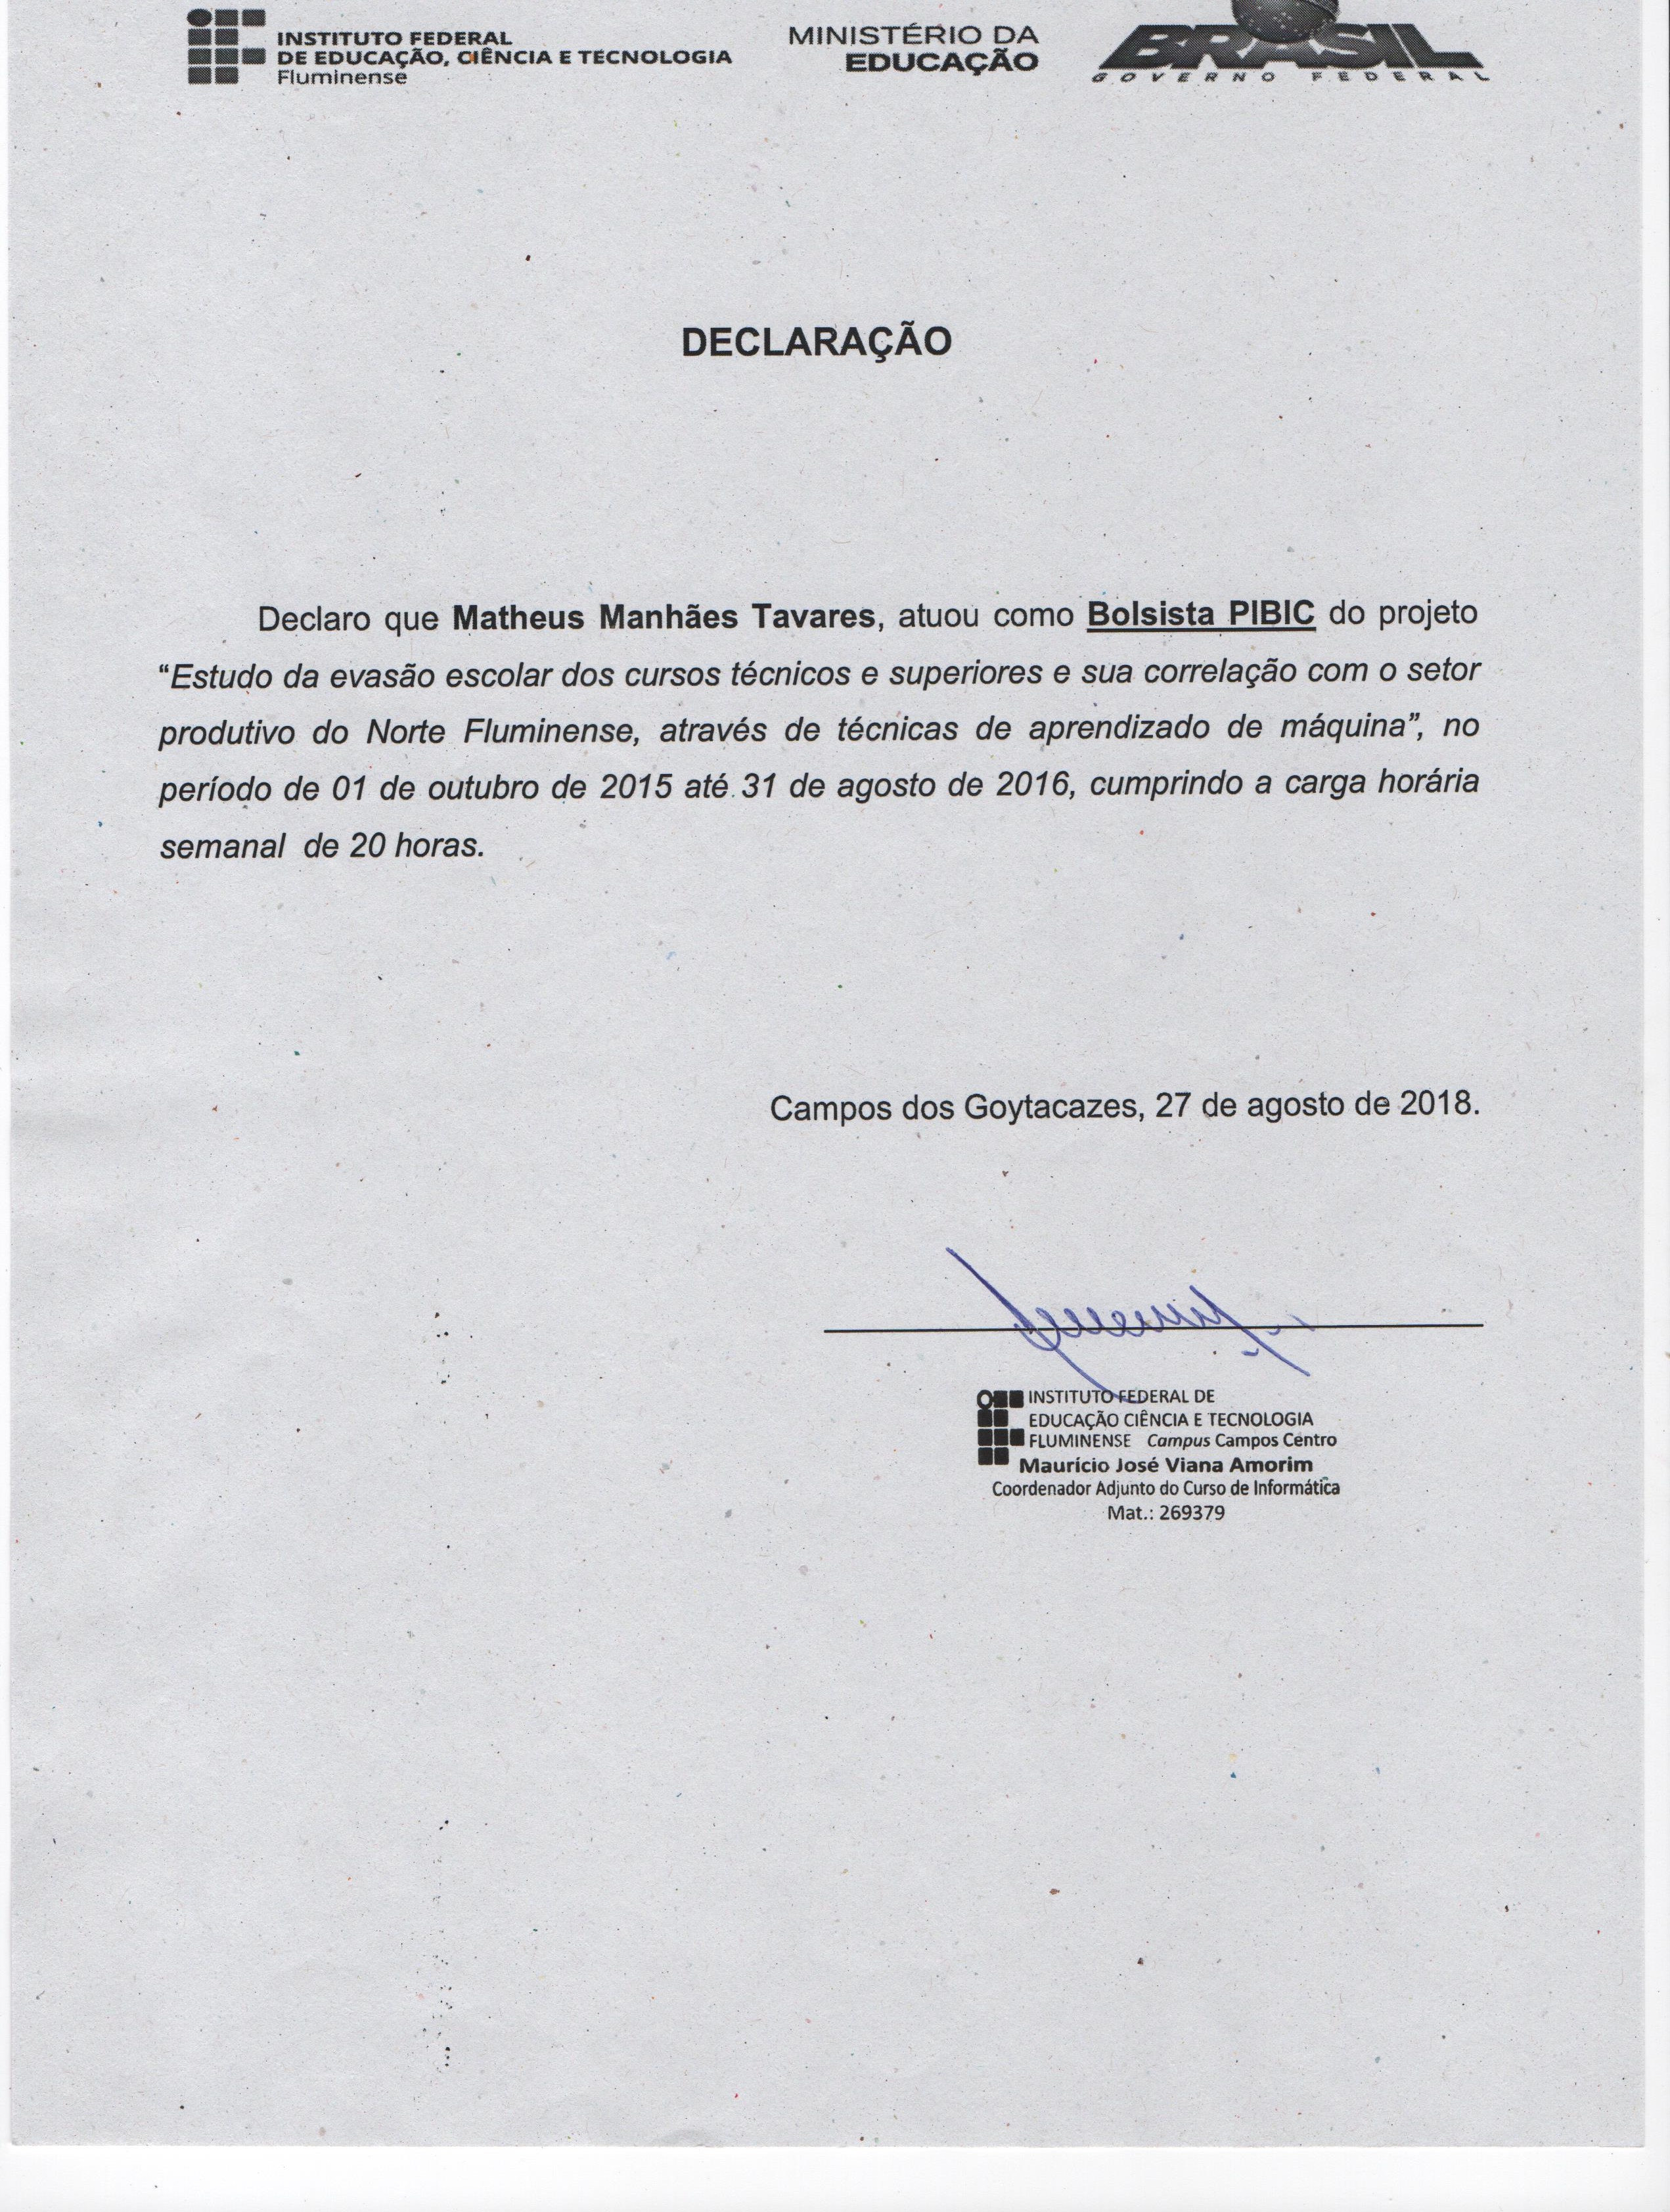 INSTITUTO FEDERAL
DE EDUCAÇÃO, CIÊNCIA E TECNOLOGIA
Fluminense
MINISTÉRIO DA
EDUCAÇÃO
BRASIL
GOVERNO FEDERAL
DECLARAÇÃO
Declaro que Matheus Manhães Tavares, atuou como Bolsista PIBIC do projeto
“Estudo da evasão escolar dos cursos técnicos e superiores e sua correlação com o setor
produtivo do Norte Fluminense, através de técnicas de aprendizado de máquina”, no
período de 01 de outubro de 2015 até 31 de agosto de 2016, cumprindo a carga horária
semanal de 20 horas.
Campos dos Goytacazes, 27 de agosto de 2018.
INSTITUTO FEDERAL DE
EDUCAÇÃO CIÊNCIA E TECNOLOGIA
FLUMINENSE Campus Campos Centro
Maurício José Viana Amorim
Coordenador Adjunto do Curso de Informática
Mat.: 269379